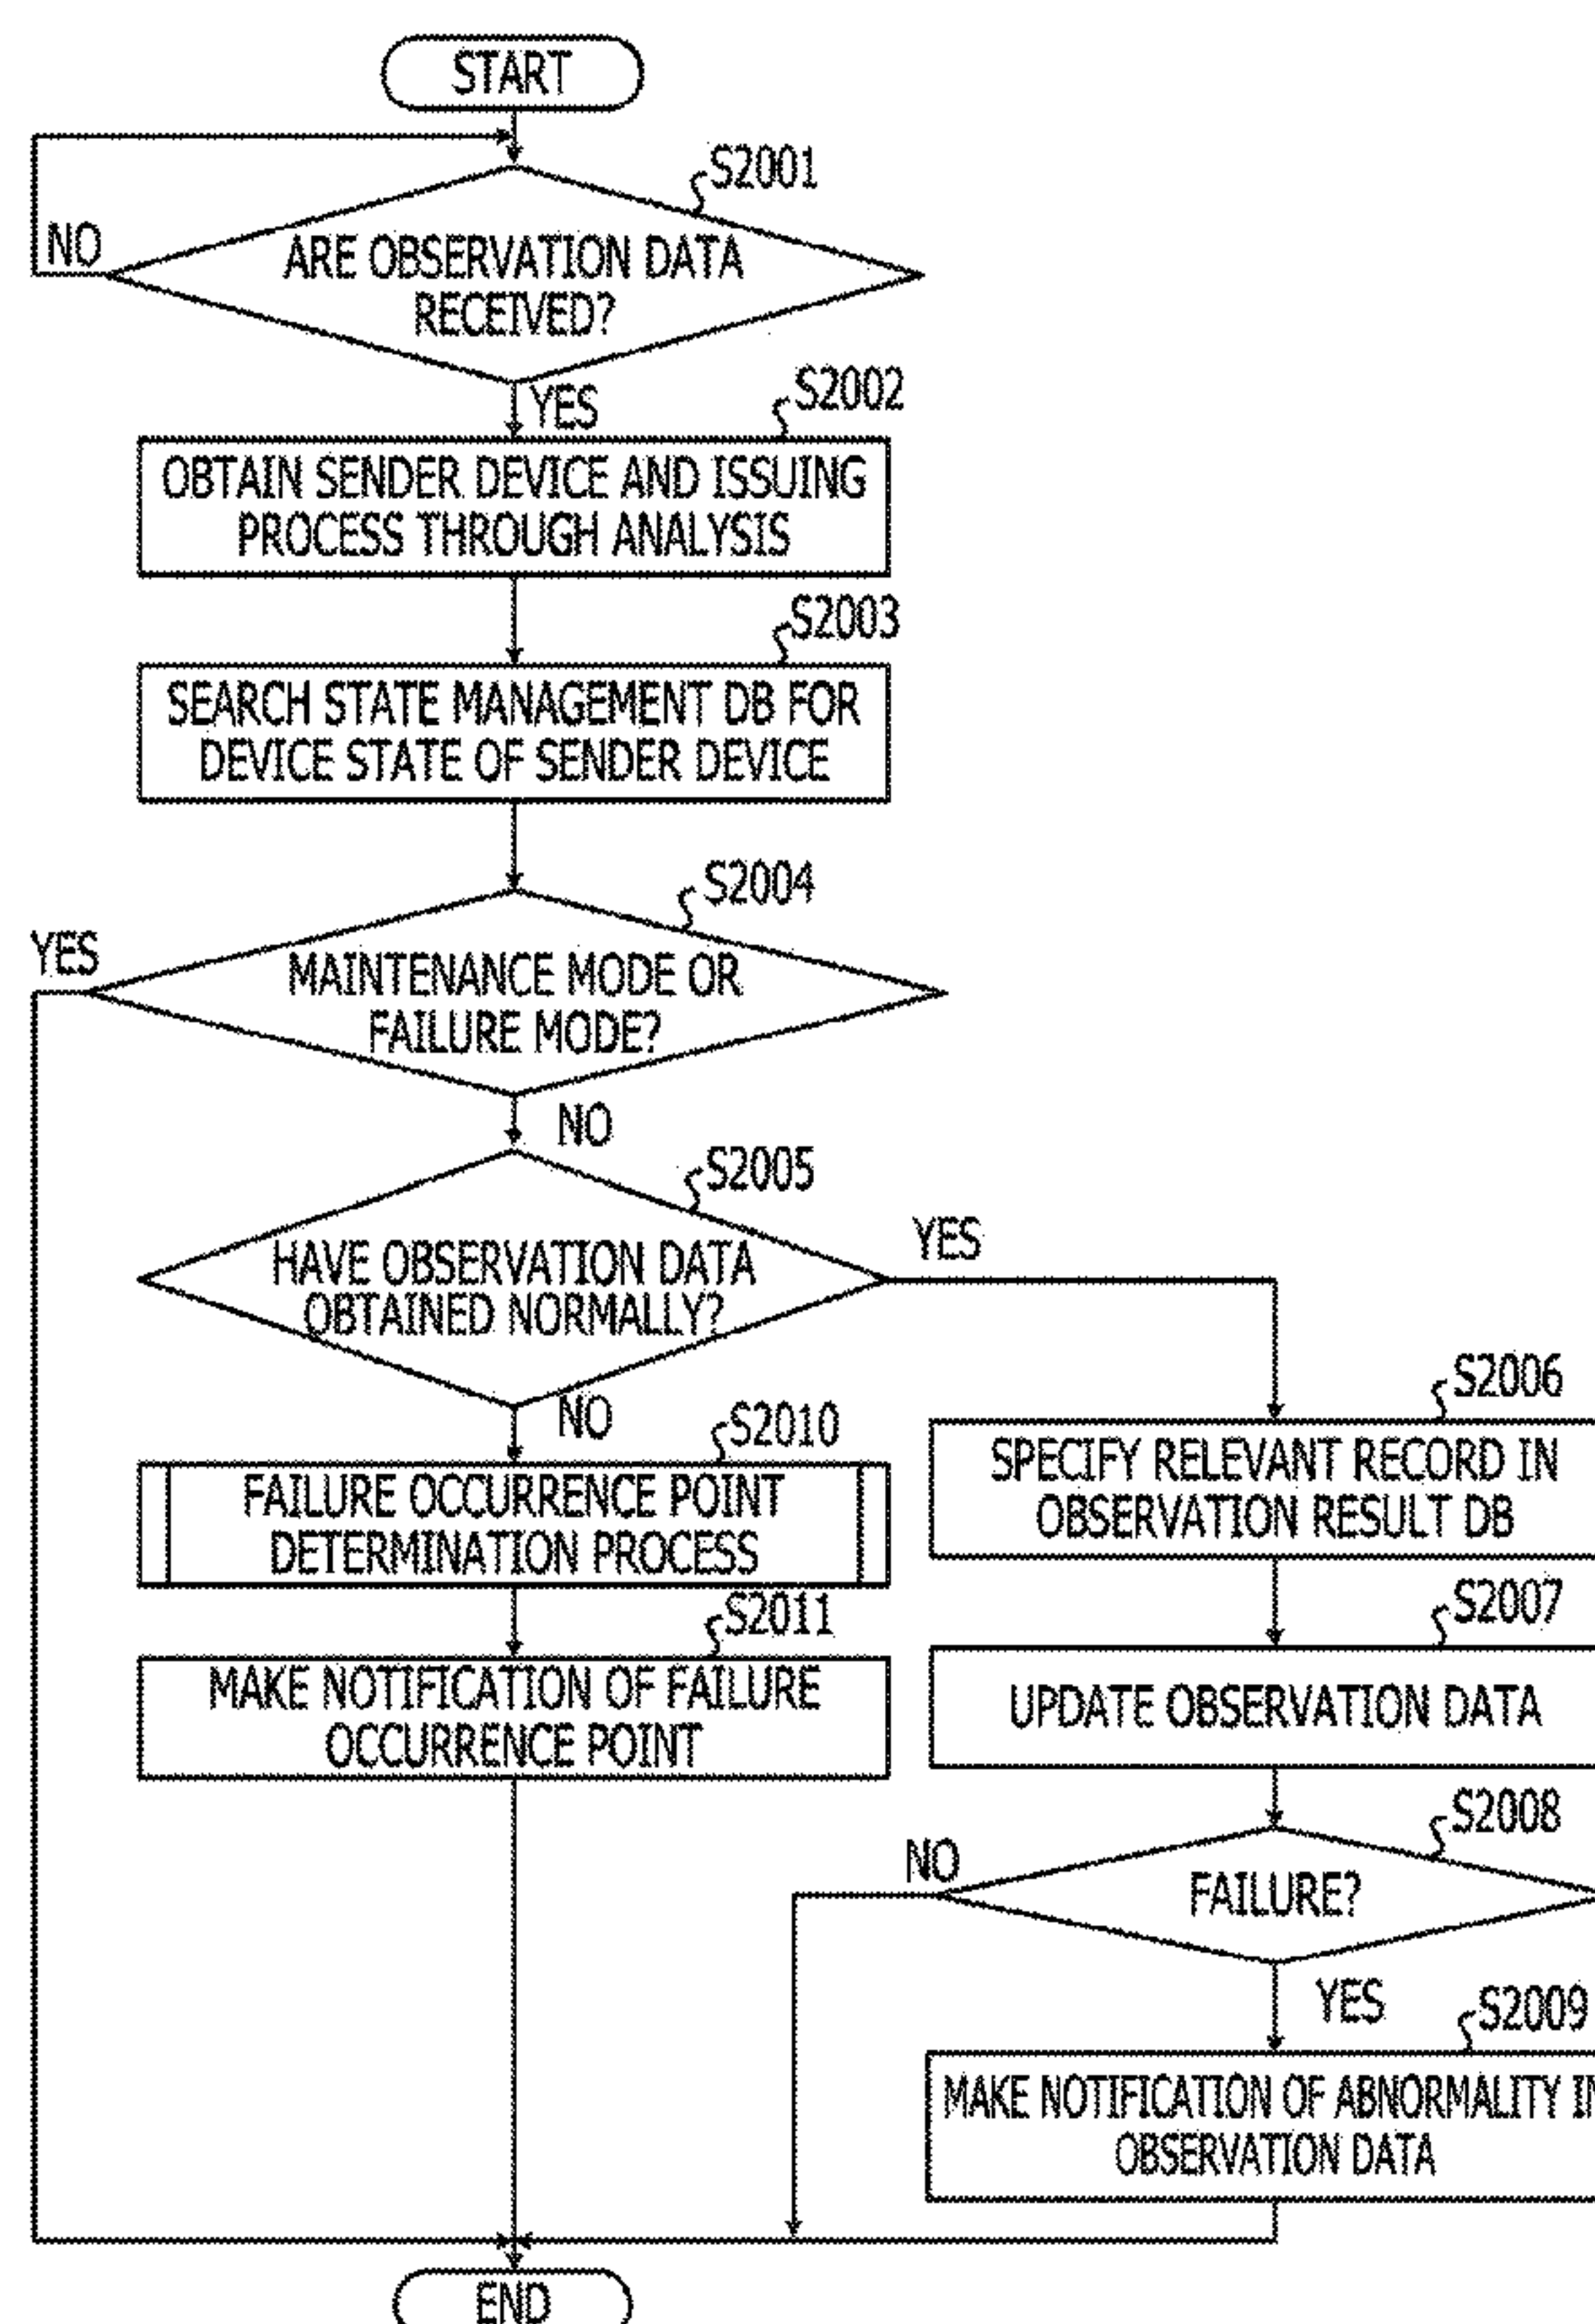 START
S2001
NO
ARE OBSERVATION DATA
RECEIVED?
YES
S2002
OBTAIN SENDER DEVICE AND ISSUING
PROCESS THROUGH ANALYSIS
S2003
SEARCH STATE MANAGEMENT DB FOR
DEVICE STATE OF SENDER DEVICE
S2004
YES
MAINTENANCE MODE OR
FAILURE MODE?
NO
S2005
YES
HAVE OBSERVATION DATA
OBTAINED NORMALLY?
NO
S2010
FAILURE OCCURRENCE POINT
DETERMINATION PROCESS
S2011
MAKE NOTIFICATION OF FAILURE
OCCURRENCE POINT
S2006
SPECIFY RELEVANT RECORD IN
OBSERVATION RESULT DB
S2007
UPDATE OBSERVATION DATA
S2008
NO
FAILURE?
YES
S2009
MAKE NOTIFICATION OF ABNORMALITY IN
OBSERVATION DATA
END